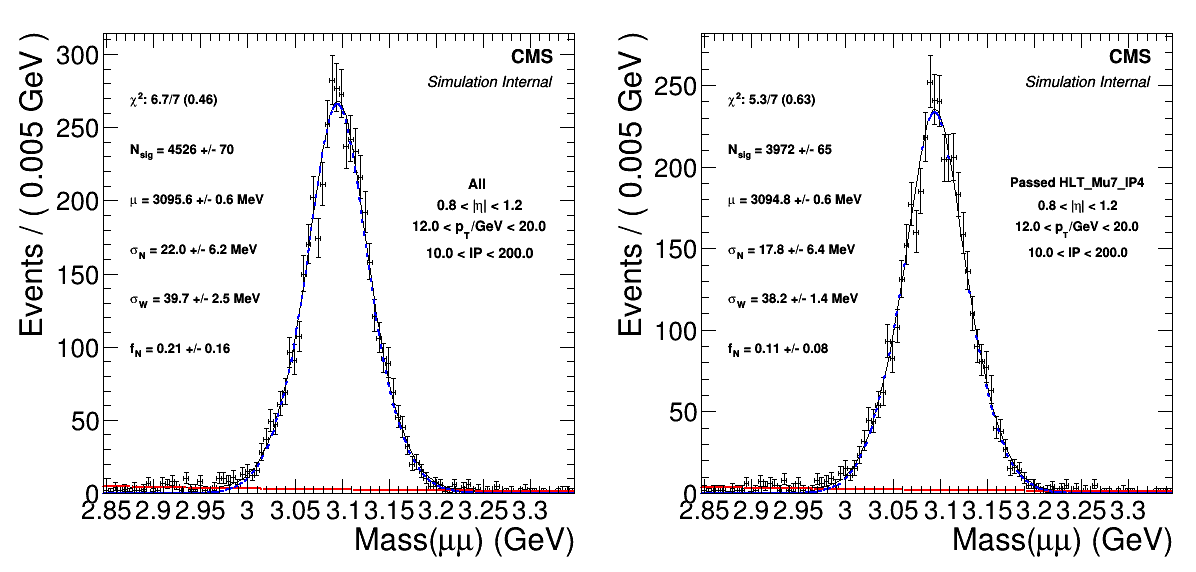 CMS
Simulation Internal
χ²: 6.7/7 (0.46)
N_sig = 4526 +/- 70
μ = 3095.6 +/- 0.6 MeV
σ_N = 22.0 +/- 6.2 MeV
σ_W = 39.7 +/- 2.5 MeV
f_N = 0.21 +/- 0.16
All
0.8 < |η| < 1.2
12.0 < p_T/GeV < 20.0
10.0 < IP < 200.0
Events / ( 0.005 GeV )
300
250
200
150
100
50
0
2.85 2.9 2.95 3 3.05 3.1 3.15 3.2 3.25 3.3
Mass(μμ) (GeV)
CMS
Simulation Internal
χ²: 5.3/7 (0.63)
N_sig = 3972 +/- 65
μ = 3094.8 +/- 0.6 MeV
σ_N = 17.8 +/- 6.4 MeV
σ_W = 38.2 +/- 1.4 MeV
f_N = 0.11 +/- 0.08
Passed HLT_Mu7_IP4
0.8 < |η| < 1.2
12.0 < p_T/GeV < 20.0
10.0 < IP < 200.0
Events / ( 0.005 GeV )
250
200
150
100
50
0
2.85 2.9 2.95 3 3.05 3.1 3.15 3.2 3.25 3.3
Mass(μμ) (GeV)